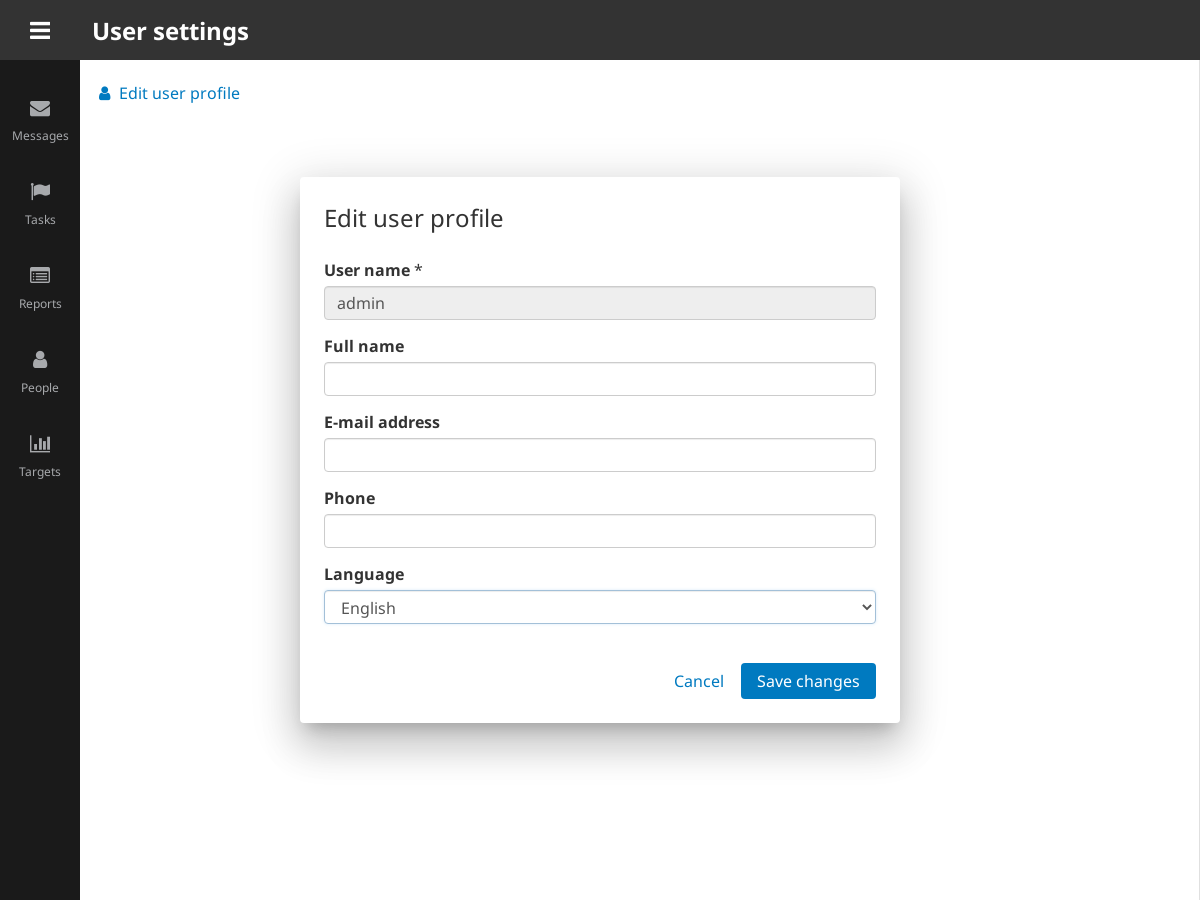 User settings
Edit user profile
Messages
Tasks
Reports
People
Targets
Edit user profile
User name *
admin
Full name
E-mail address
Phone
Language
English
Cancel
Save changes